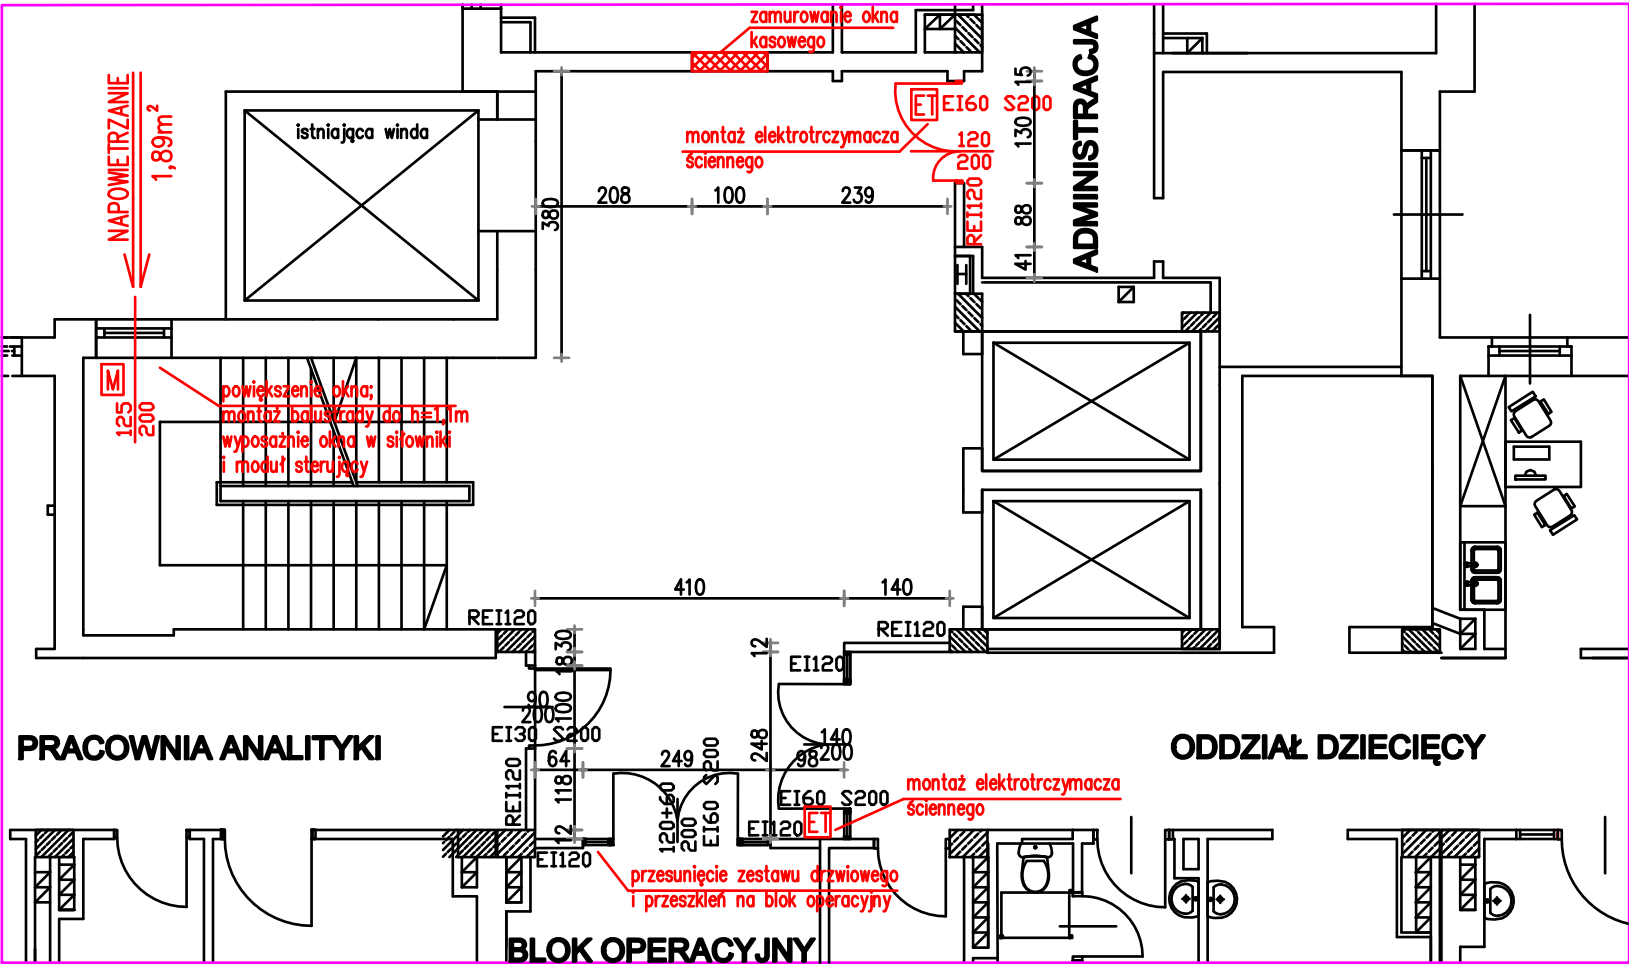 zamurowanie okna
kasowego
NAPOWIETRZANIE
1,89m²
istniejąca winda
montaż elektrotrczymacza
ściennego
ET
EI60 S200
120
200
REI120
15
130
88
41
ADMINISTRACJA
380
208
100
239
H
M
125
200
powiększenie okna;
montaż balustrady do h=1,1m
wyposażnie okna w siłowniki
i moduł sterujący
410
140
REI120
REI120
30
18
100
118
12
12
248
EI120
90
200
EI30 S200
REI120
64
249
98
140
200
EI60 S200
120+60
200
EI60 S200
EI120
EI120
ET
montaż elektrotrczymacza
ściennego
PRACOWNIA ANALITYKI
ODDZIAŁ DZIECIĘCY
przesunięcie zestawu drzwiowego
i przeszkleń na blok operacyjny
BLOK OPERACYJNY